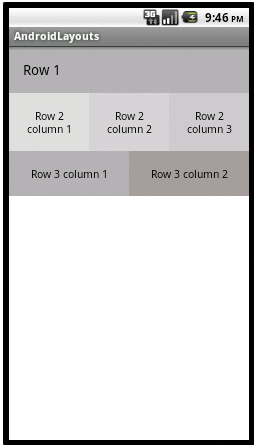 3G 9:46 PM
AndroidLayouts
Row 1
Row 2 column 1
Row 2 column 2
Row 2 column 3
Row 3 column 1
Row 3 column 2